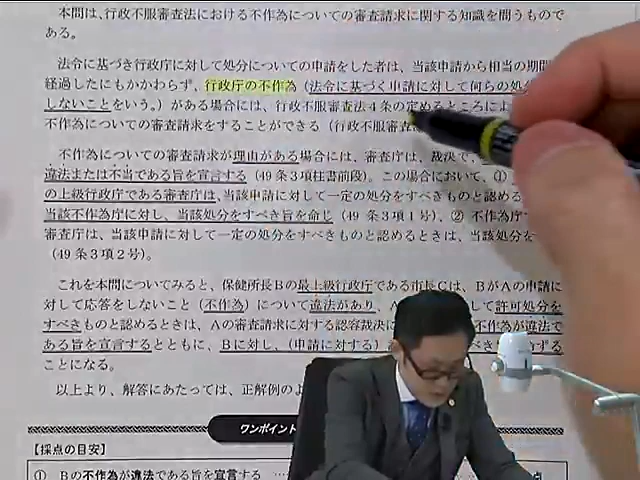 本問は、行政不服審査法における不作為についての審査請求に関する知識を問うもので
ある。
法令に基づき行政庁に対して処分についての申請をした者は、当該申請から相当の期間
経過したにもかかわらず、行政庁の不作為(法令に基づく申請に対して何らの処分
しないことをいう。)がある場合には、行政不服審査法4条の定めるところによ
不作為についての審査請求をすることができる(行政不服審査
不作為についての審査請求が理由がある場合には、審査庁は、裁決で、
違法または不当である旨を宣言する(49条3項柱書前段)。この場合において、①
の上級行政庁である審査庁は、当該申請に対して一定の処分をすべきものと認める
当該不作為庁に対し、当該処分をすべき旨を命じ(49条3項1号)、②不作為庁
審査庁は、当該申請に対して一定の処分をすべきものと認めるときは、当該処分を
(49条3項2号)。
これを本問についてみると、保健所長Bの最上級行政庁である市長Cは、BがAの申請に
対して応答をしないこと(不作為)について違法があり、A して許可処分を
すべきものと認めるときは、Aの審査請求に対する認容裁決に 不作為が違法で
ある旨を宣言するとともに、Bに対し、(申請に対する) ずる
ことになる。
以上より、解答にあたっては、正解例のよ
ワンポイント
【採点の目安】
① Bの不作為が違法である旨を宣言する 点